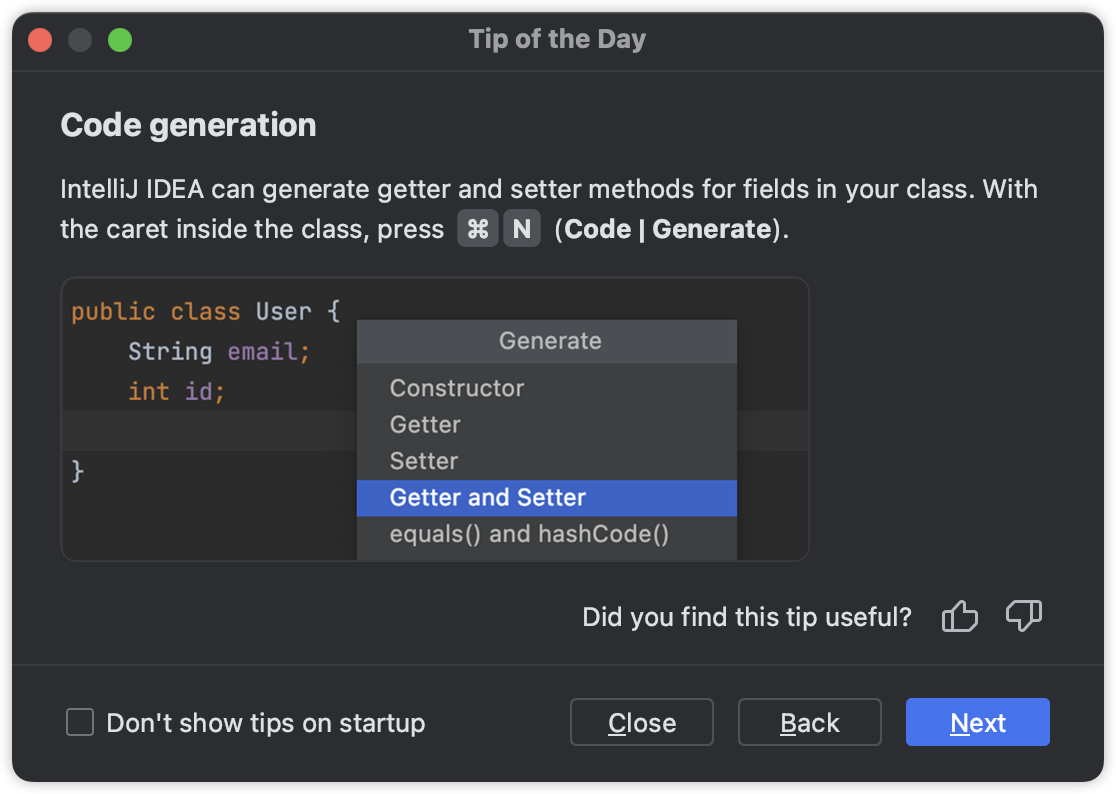 Tip of the Day
Code generation
IntelliJ IDEA can generate getter and setter methods for fields in your class. With
the caret inside the class, press ⌘ N (Code | Generate).
public class User {
String email;
int id;
}
Generate
Constructor
Getter
Setter
Getter and Setter
equals() and hashCode()
Did you find this tip useful?
Don't show tips on startup
Close
Back
Next